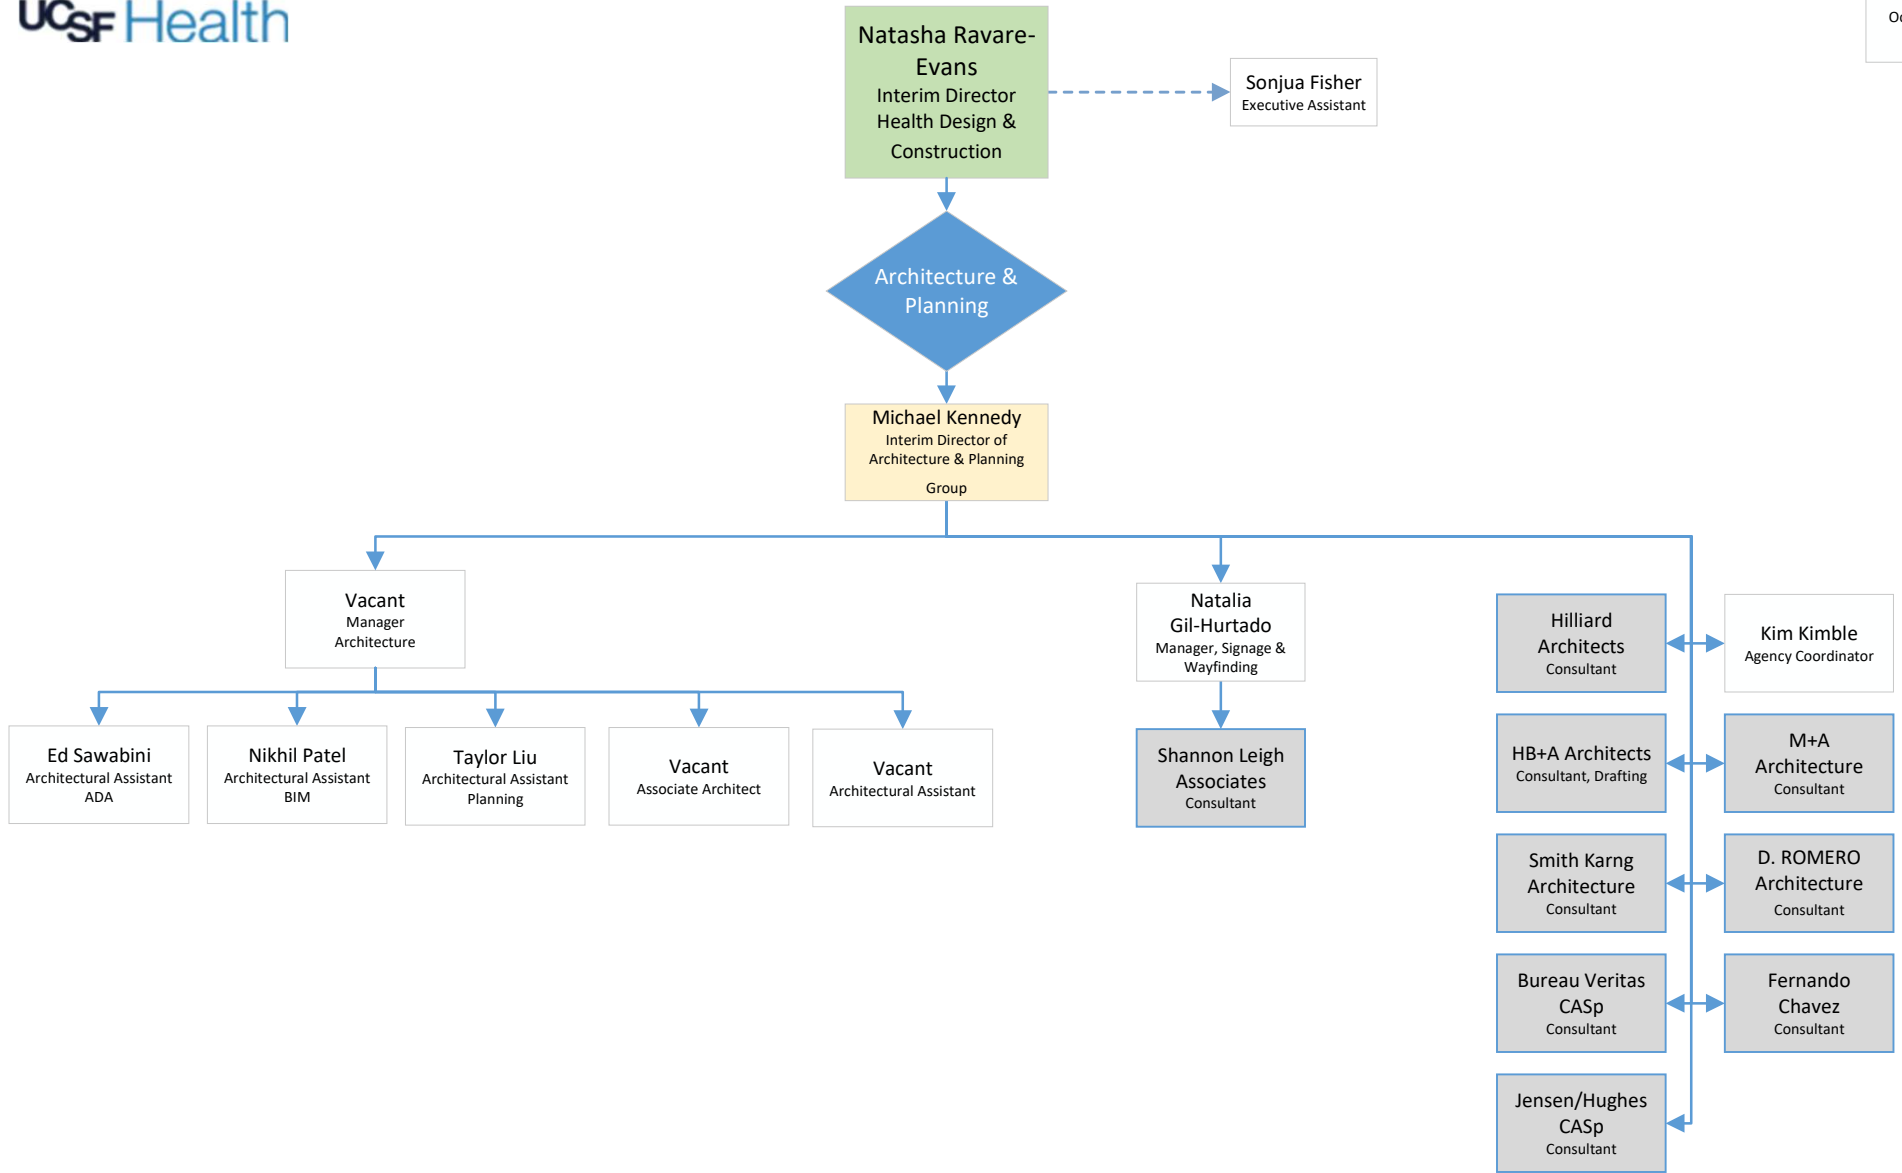 UCSF Health
Natasha Ravare-
Evans
Interim Director
Health Design &
Construction
Sonjua Fisher
Executive Assistant
Architecture &
Planning
Michael Kennedy
Interim Director of
Architecture & Planning
Group
Vacant
Manager
Architecture
Natalia
Gil-Hurtado
Manager, Signage &
Wayfinding
Hilliard
Architects
Consultant
Kim Kimble
Agency Coordinator
Ed Sawabini
Architectural Assistant
ADA
Nikhil Patel
Architectural Assistant
BIM
Taylor Liu
Architectural Assistant
Planning
Vacant
Associate Architect
Vacant
Architectural Assistant
Shannon Leigh
Associates
Consultant
HB+A Architects
Consultant, Drafting
M+A
Architecture
Consultant
Smith Karng
Architecture
Consultant
D. ROMERO
Architecture
Consultant
Bureau Veritas
CASp
Consultant
Fernando
Chavez
Consultant
Jensen/Hughes
CASp
Consultant